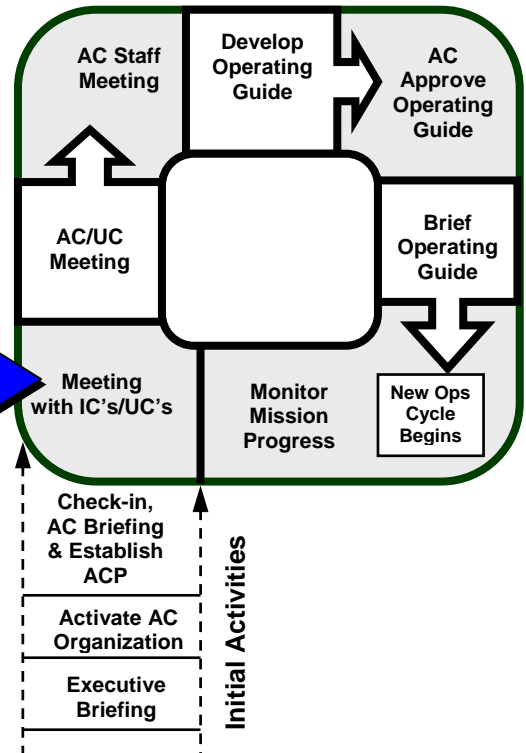 AC Staff
Meeting
Develop
Operating
Guide
AC
Approve
Operating
Guide
AC/UC
Meeting
Brief
Operating
Guide
Meeting
with IC's/UC's
Monitor
Mission
Progress
New Ops
Cycle
Begins
Check-in,
AC Briefing
& Establish
ACP
Activate AC
Organization
Executive
Briefing
Initial Activities